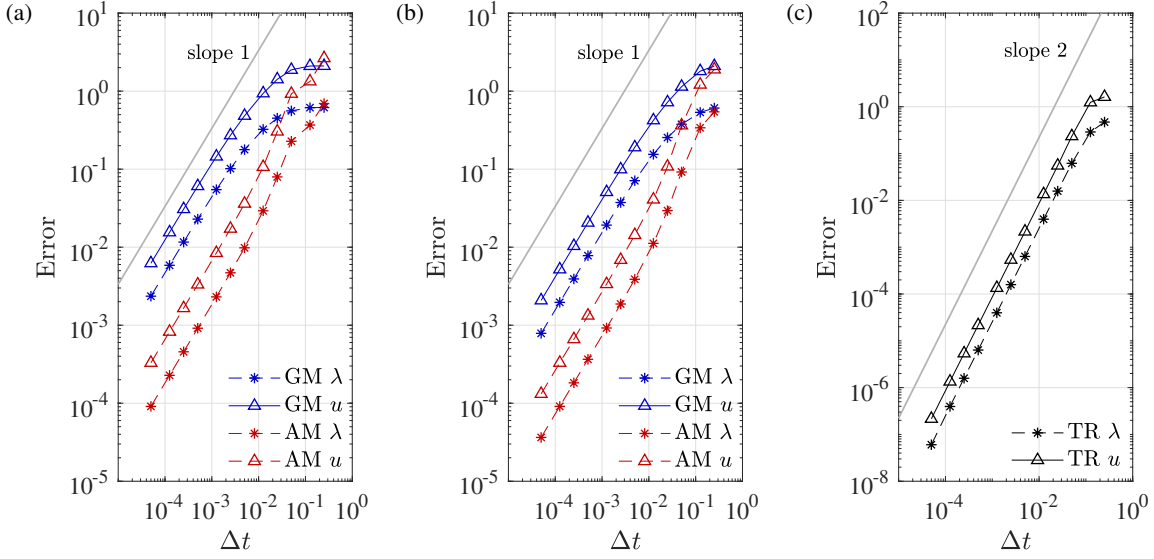 (a)
10^1
10^0
10^-1
10^-2
10^-3
10^-4
10^-5
Error
slope 1
GM λ
GM u
AM λ
AM u
10^-4
10^-3
10^-2
10^-1
10^0
Δt
(b)
10^1
10^0
10^-1
10^-2
10^-3
10^-4
10^-5
Error
slope 1
GM λ
GM u
AM λ
AM u
10^-4
10^-3
10^-2
10^-1
10^0
Δt
(c)
10^2
10^0
10^-2
10^-4
10^-6
10^-8
Error
slope 2
TR λ
TR u
10^-4
10^-2
10^0
Δt